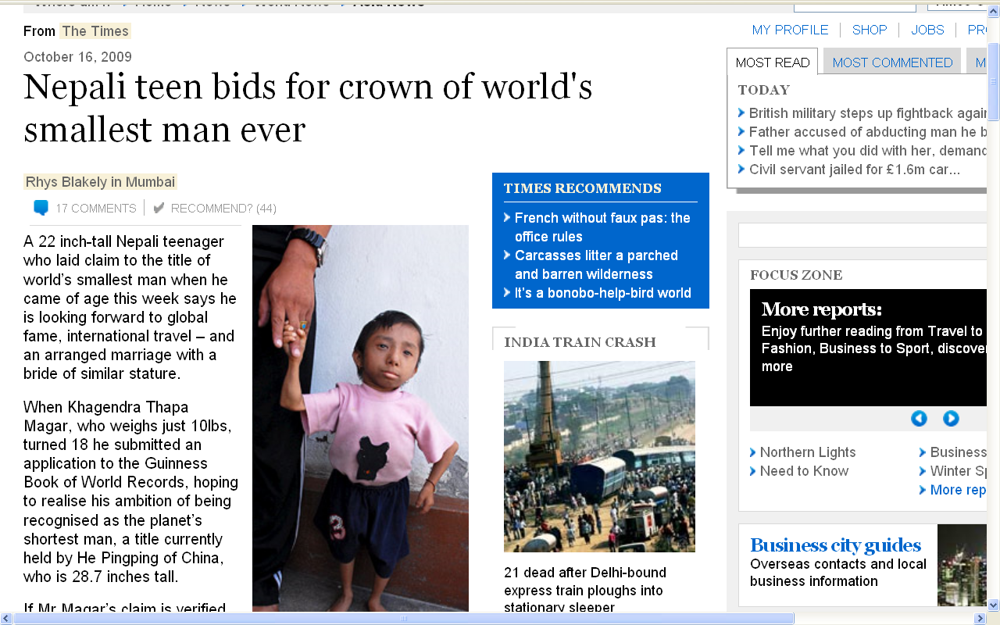 From The Times
October 16, 2009
Nepali teen bids for crown of world's
smallest man ever
Rhys Blakely in Mumbai
17 COMMENTS
RECOMMEND? (44)
A 22 inch-tall Nepali teenager
who laid claim to the title of
world's smallest man when he
came of age this week says he
is looking forward to global
fame, international travel – and
an arranged marriage with a
bride of similar stature.
When Khagendra Thapa
Magar, who weighs just 10lbs,
turned 18 he submitted an
application to the Guinness
Book of World Records, hoping
to realise his ambition of being
recognised as the planet's
shortest man, a title currently
held by He Pingping of China,
who is 28.7 inches tall.
If Mr Magar's claim is verified
3
TIMES RECOMMENDS
French without faux pas: the
office rules
Carcasses litter a parched
and barren wilderness
It's a bonobo-help-bird world
INDIA TRAIN CRASH
21 dead after Delhi-bound
express train ploughs into
stationary sleeper
MY PROFILE
SHOP
JOBS
MOST READ
MOST COMMENTED
TODAY
British military steps up fightback
Father accused of abducting man he
Tell me what you did with her,
Civil servant jailed for £1.6m car...
FOCUS ZONE
More reports:
Enjoy further reading from Travel to
Fashion, Business to Sport, discover
more
Northern Lights
Need to Know
Business
Winter
More
Business city guides
Overseas contacts and local
business information